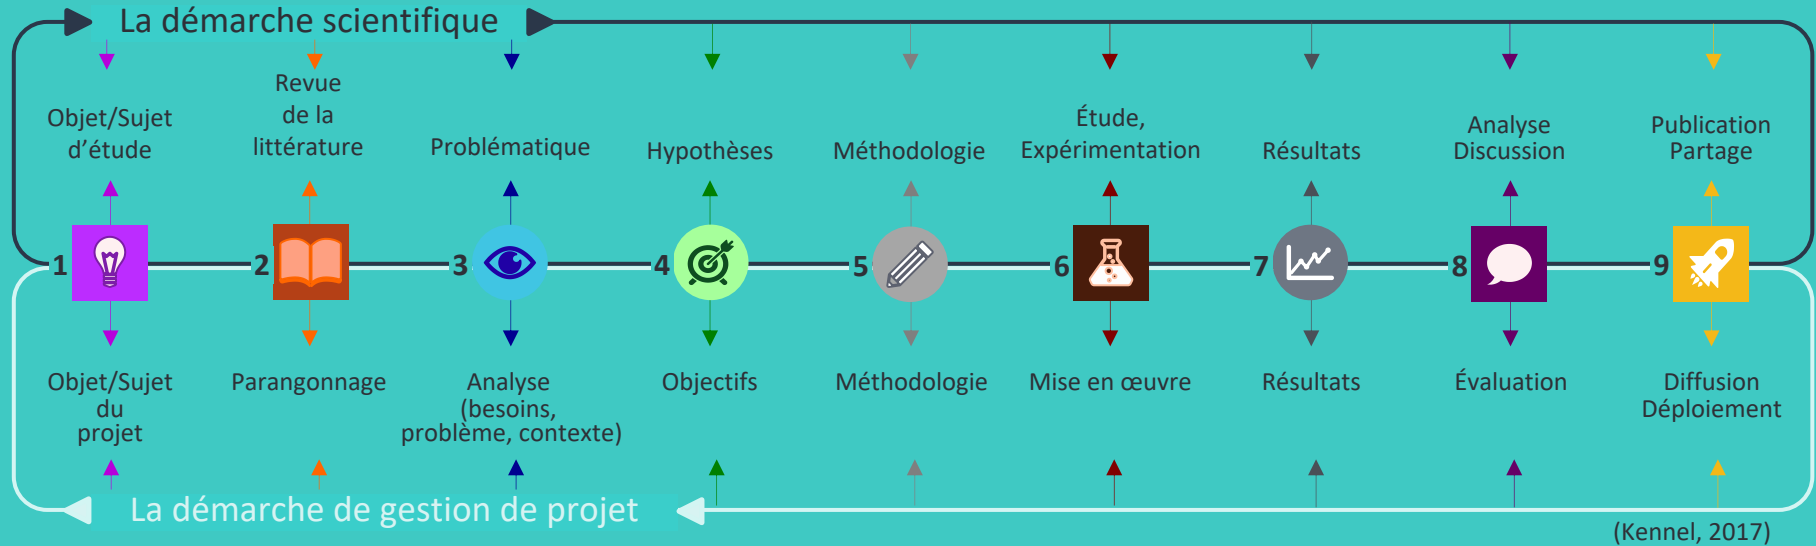 La démarche scientifique
Objet/Sujet
d’étude
Revue
de la
littérature
Problématique
Hypothèses
Méthodologie
Étude,
Expérimentation
Résultats
Analyse
Discussion
Publication
Partage
1
2
3
4
5
6
7
8
9
Objet/Sujet
du
projet
Parangonnage
Analyse
(besoins,
problème, contexte)
Objectifs
Méthodologie
Mise en œuvre
Résultats
Évaluation
Diffusion
Déploiement
La démarche de gestion de projet
(Kennel, 2017)